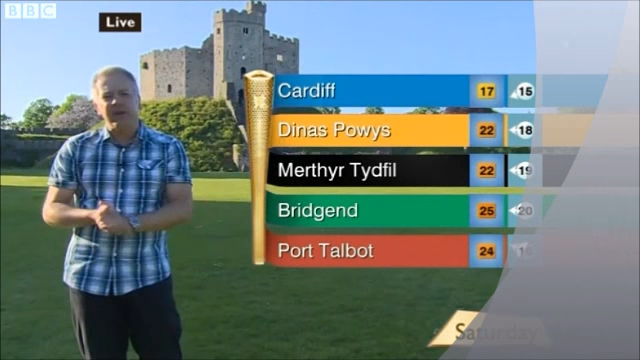 BBC
Live
Cardiff 17 15
Dinas Powys 22 18
Merthyr Tydfil 22 19
Bridgend 25 20
Port Talbot 24
Saturday